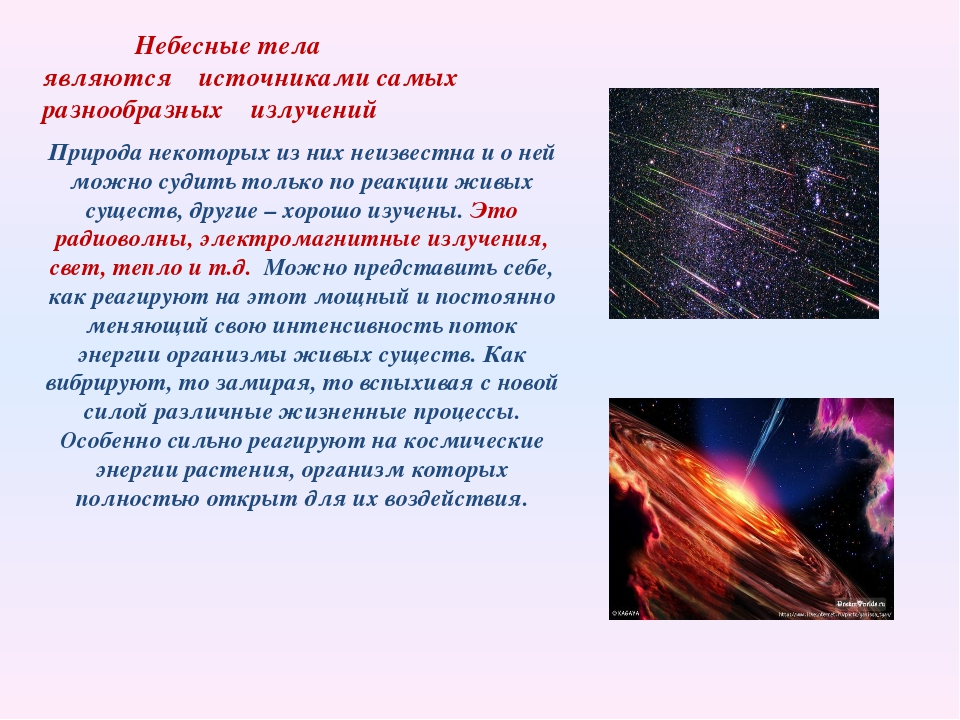 Небесные тела
являются источниками самых
разнообразных излучений
Природа некоторых из них неизвестна и о ней
можно судить только по реакции живых
существ, другие – хорошо изучены. Это
радиоволны, электромагнитные излучения,
свет, тепло и т.д. Можно представить себе,
как реагируют на этот мощный и постоянно
меняющий свою интенсивность поток
энергии организмы живых существ. Как
вибрируют, то замирая, то вспыхивая с новой
силой различные жизненные процессы.
Особенно сильно реагируют на космические
энергии растения, организм которых
полностью открыт для их воздействия.
DreamWorlds.ru
© KAGAYA